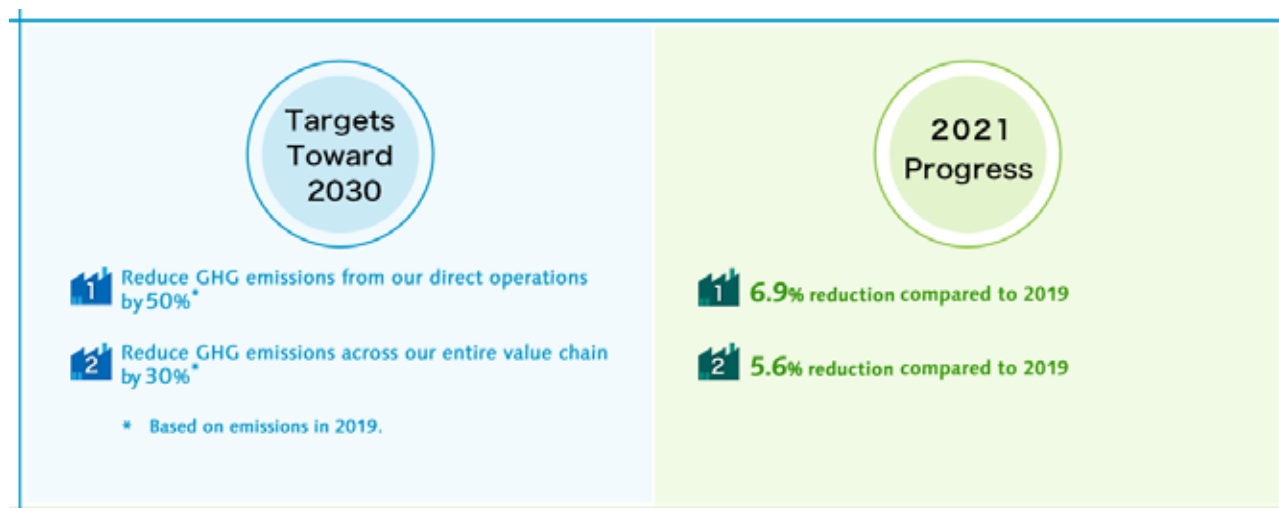 Targets
Toward
2030
1 Reduce GHG emissions from our direct operations
by 50%*
2 Reduce GHG emissions across our entire value chain
by 30%*
* Based on emissions in 2019.
2021
Progress
1 6.9% reduction compared to 2019
2 5.6% reduction compared to 2019